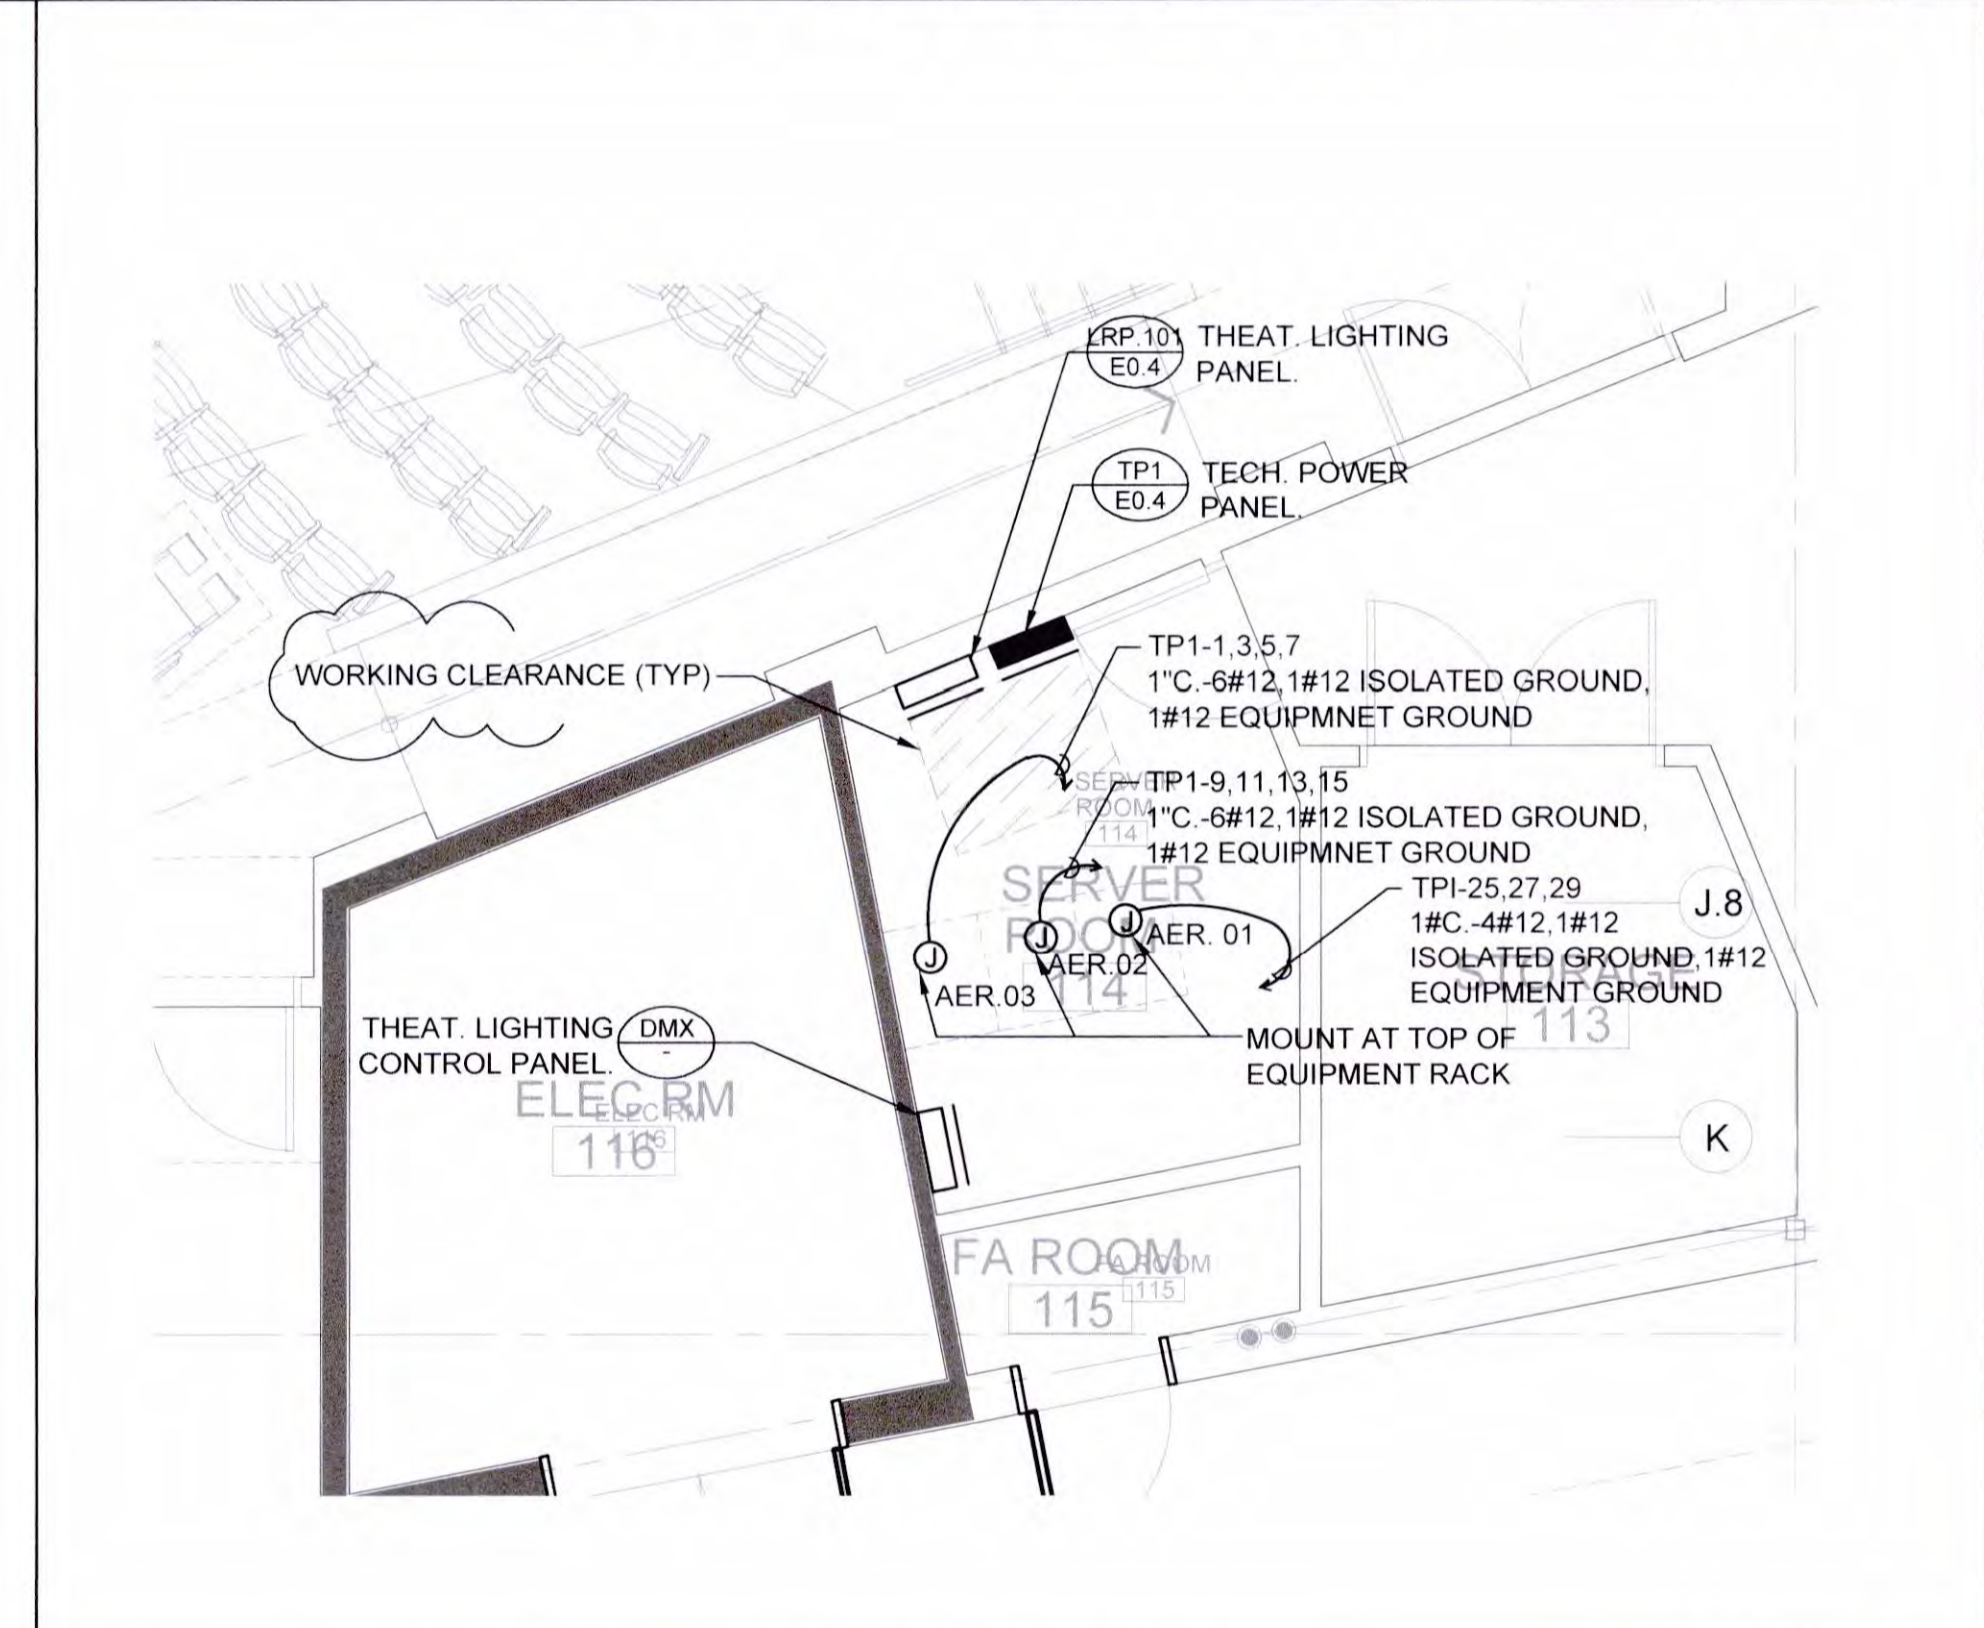 LRP.101
E0.4
THEAT. LIGHTING
PANEL.
TP1
E0.4
TECH. POWER
PANEL.
WORKING CLEARANCE (TYP)
TP1-1,3,5,7
1"C.-6#12,1#12 ISOLATED GROUND,
1#12 EQUIPMNET GROUND
SERVER
ROOM
114
TP1-9,11,13,15
1"C.-6#12,1#12 ISOLATED GROUND,
1#12 EQUIPMNET GROUND
SERVER
ROOM
114
TPI-25,27,29
1#C.-4#12,1#12
ISOLATED GROUND,1#12
EQUIPMENT GROUND
J.8
STORAGE
113
J
AER. 01
J
AER.02
J
AER.03
MOUNT AT TOP OF
EQUIPMENT RACK
THEAT. LIGHTING
CONTROL PANEL.
DMX
-
ELEC RM
116
ELEC RM
116
K
FA ROOM
115
FA ROOM
115